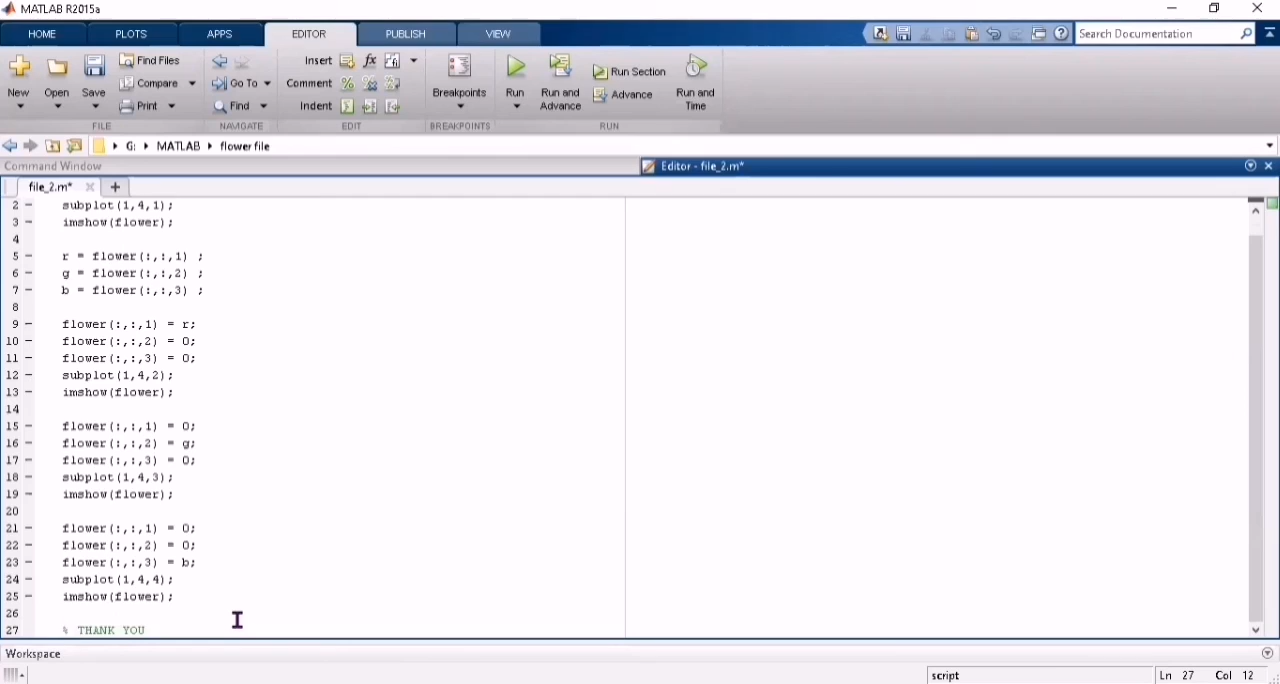 MATLAB R2015a
HOME PLOTS APPS EDITOR PUBLISH VIEW
Search Documentation
New Open Save Find Files Compare Print
FILE
Go To Find
NAVIGATE
Insert fx
Comment
Indent
EDIT
Breakpoints
BREAKPOINTS
Run Run and Advance Run Section Advance Run and Time
RUN
G: MATLAB flower file
Command Window
Editor - file_2.m*
file_2.m*
2 - subplot(1,4,1);
3 - imshow(flower);
4
5 - r = flower(:,:,1) ;
6 - g = flower(:,:,2) ;
7 - b = flower(:,:,3) ;
8
9 - flower(:,:,1) = r;
10 - flower(:,:,2) = 0;
11 - flower(:,:,3) = 0;
12 - subplot(1,4,2);
13 - imshow(flower);
14
15 - flower(:,:,1) = 0;
16 - flower(:,:,2) = g;
17 - flower(:,:,3) = 0;
18 - subplot(1,4,3);
19 - imshow(flower);
20
21 - flower(:,:,1) = 0;
22 - flower(:,:,2) = 0;
23 - flower(:,:,3) = b;
24 - subplot(1,4,4);
25 - imshow(flower);
26
27 % THANK YOU
Workspace
script
Ln 27 Col 12